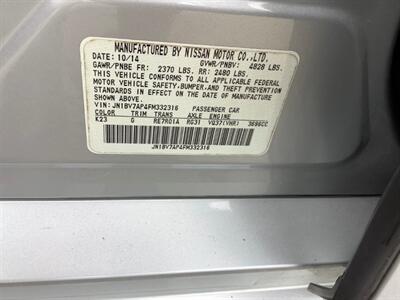 MANUFACTURED BY NISSAN MOTOR CO.,LTD.
DATE: 10/14 GVWR/PNBV: 4828 LBS.
GAWR/PNBE FR: 2370 LBS. RR: 2480 LBS.
THIS VEHICLE CONFORMS TO ALL APPLICABLE FEDERAL
MOTOR VEHICLE SAFETY,BUMPER,AND THEFT PREVENTION
STANDARDS IN EFFECT ON THE DATE OF MANUFACTURE
SHOWN ABOVE.
VIN: JN1BV7AP4FM332316 PASSENGER CAR
COLOR TRIM TRANS AXLE ENGINE
K23 G RE7R01A RG31 VQ37(VHR) 3696CC
JN1BV7AP4FM332316